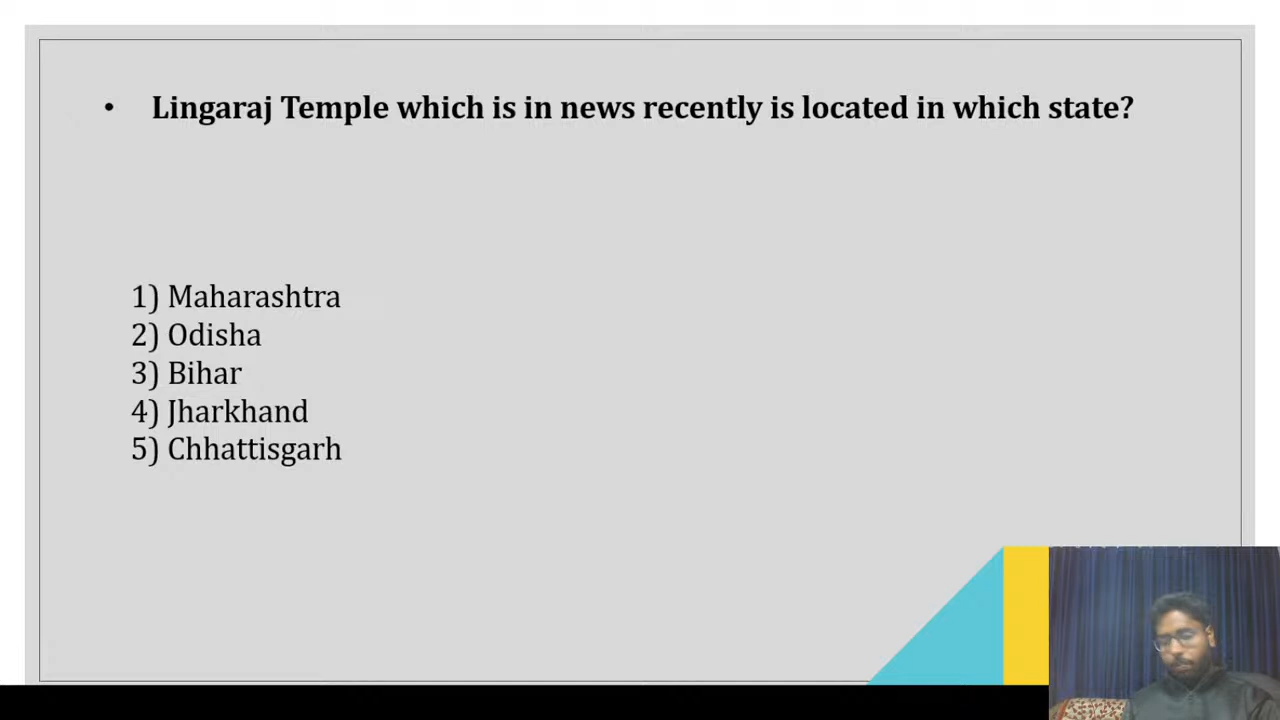 • Lingaraj Temple which is in news recently is located in which state?
1) Maharashtra
2) Odisha
3) Bihar
4) Jharkhand
5) Chhattisgarh